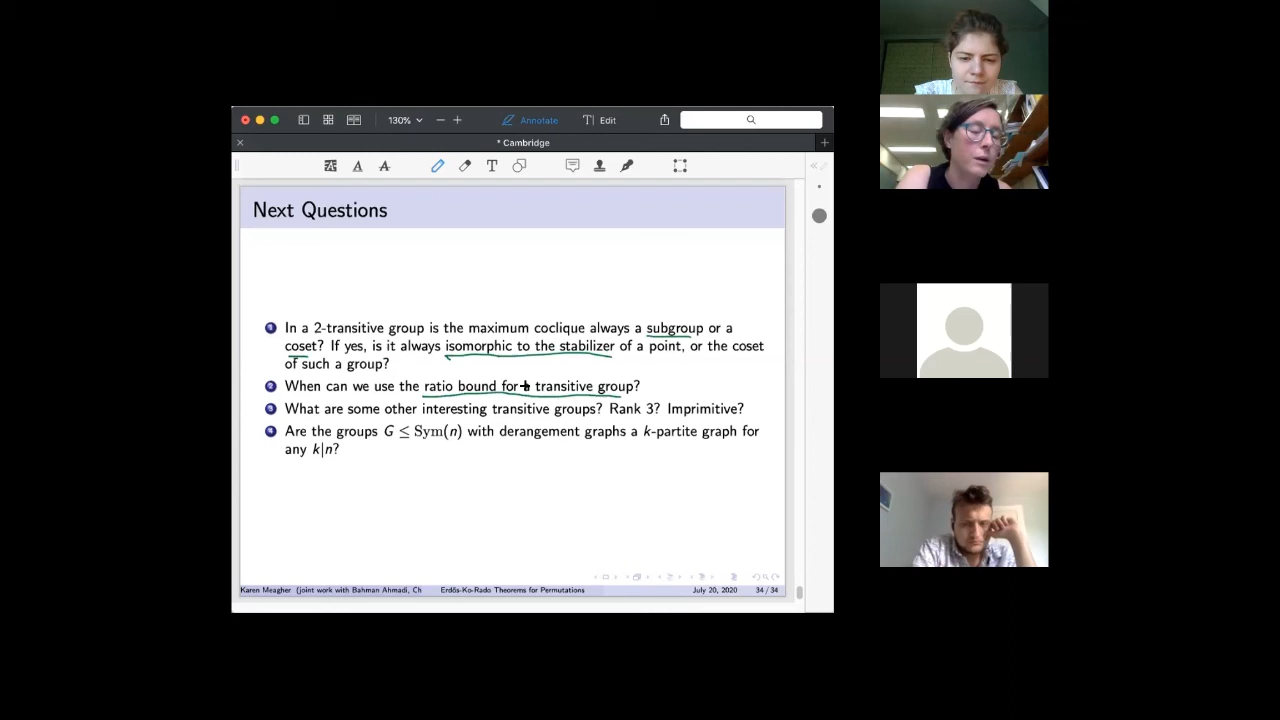 130%
Annotate
Edit
* Cambridge
Next Questions
1 In a 2-transitive group is the maximum coclique always a subgroup or a
coset? If yes, is it always isomorphic to the stabilizer of a point, or the coset
of such a group?
2 When can we use the ratio bound for a transitive group?
3 What are some other interesting transitive groups? Rank 3? Imprimitive?
4 Are the groups G ≤ Sym(n) with derangement graphs a k-partite graph for
any k|n?
Karen Meagher (joint work with Bahman Ahmadi, Ch
Erdős-Ko-Rado Theorems for Permutations
July 20, 2020
34 / 34